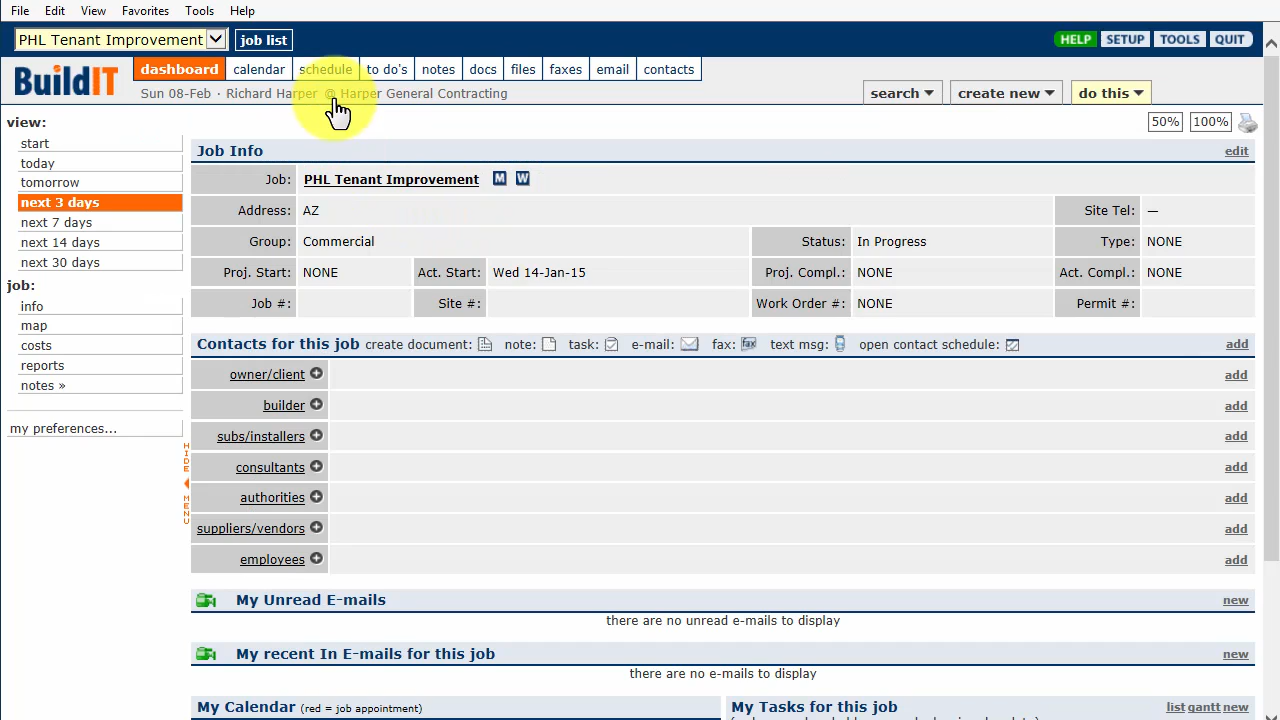 File Edit View Favorites Tools Help
PHL Tenant Improvement job list HELP SETUP TOOLS QUIT
BuildIT dashboard calendar schedule to do's notes docs files faxes email contacts
Sun 08-Feb · Richard Harper @ Harper General Contracting search create new do this
view: 50% 100%
start
today
tomorrow
next 3 days
next 7 days
next 14 days
next 30 days
job:
info
map
costs
reports
notes »
my preferences...
HIDE MENU
Job Info edit
Job: PHL Tenant Improvement M W
Address: AZ Site Tel: —
Group: Commercial Status: In Progress Type: NONE
Proj. Start: NONE Act. Start: Wed 14-Jan-15 Proj. Compl.: NONE Act. Compl.: NONE
Job #: Site #: Work Order #: NONE Permit #:
Contacts for this job create document: note: task: e-mail: fax: fax text msg: open contact schedule: add
owner/client add
builder add
subs/installers add
consultants add
authorities add
suppliers/vendors add
employees add
My Unread E-mails new
there are no unread e-mails to display
My recent In E-mails for this job new
there are no e-mails to display
My Calendar (red = job appointment) My Tasks for this job list gantt new